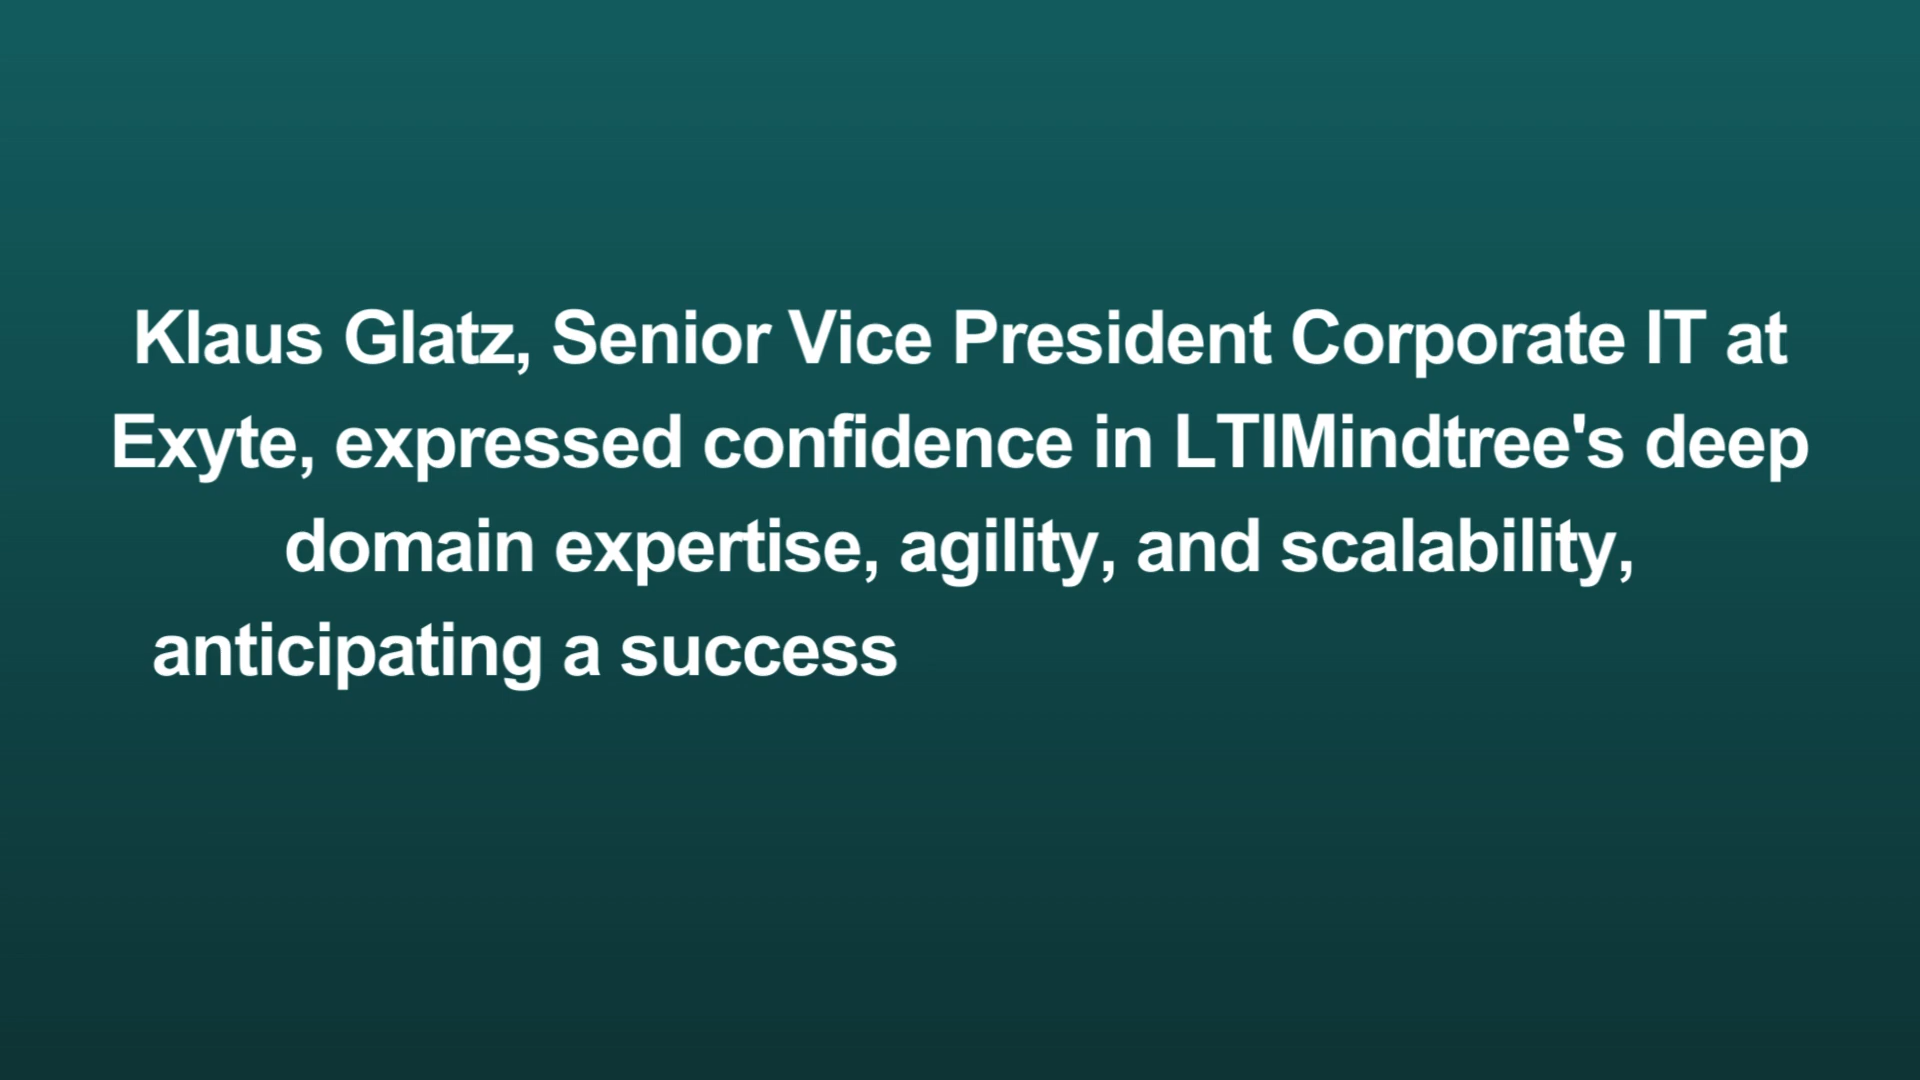 Klaus Glatz, Senior Vice President Corporate IT at
Exyte, expressed confidence in LTIMindtree's deep
domain expertise, agility, and scalability,
anticipating a success